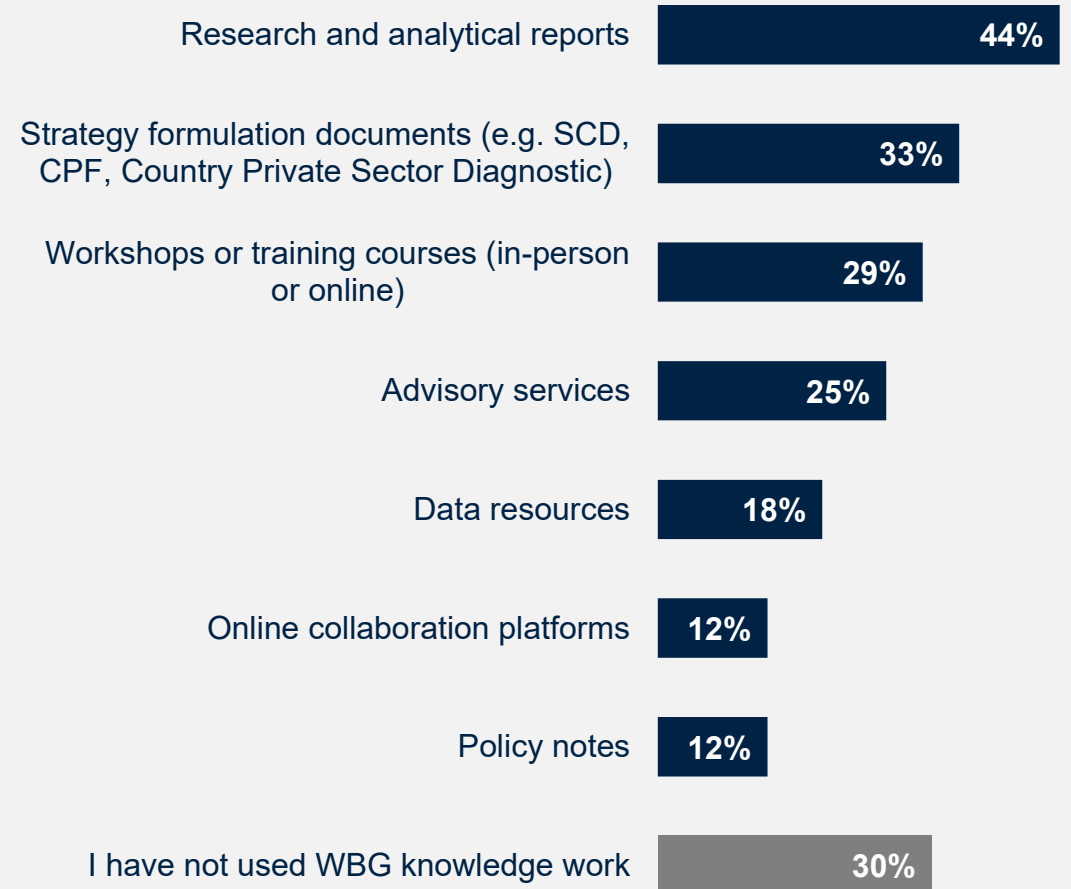 Research and analytical reports 44%
Strategy formulation documents (e.g. SCD,
CPF, Country Private Sector Diagnostic) 33%
Workshops or training courses (in-person
or online) 29%
Advisory services 25%
Data resources 18%
Online collaboration platforms 12%
Policy notes 12%
I have not used WBG knowledge work 30%